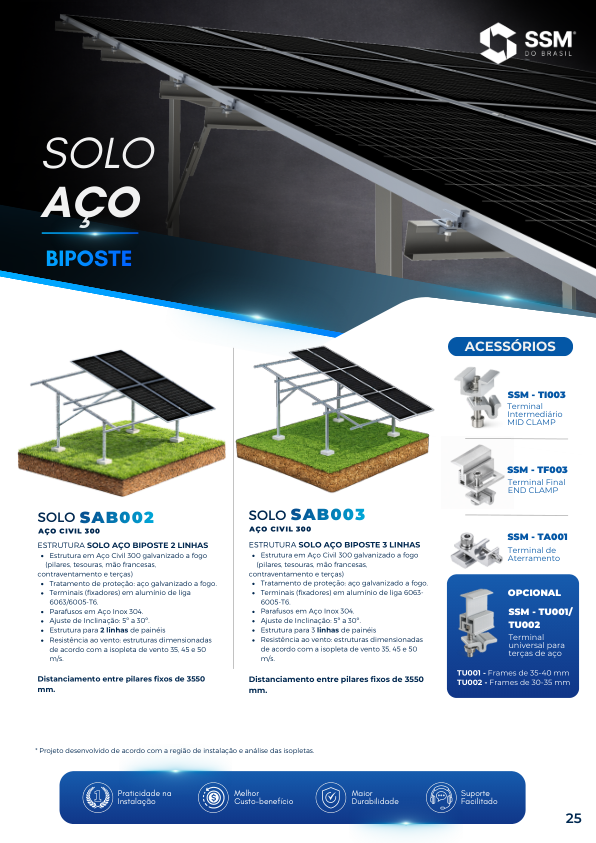 SSM
DO BRASIL
SOLO
AÇO
BIPOSTE
ACESSÓRIOS
SSM - TI003
Terminal
Intermediário
MID CLAMP
SSM - TF003
Terminal Final
END CLAMP
SSM - TA001
Terminal de
Aterramento
OPCIONAL
SSM - TU001/
TU002
Terminal
universal para
terças de aço
TU001 - Frames de 35-40 mm
TU002 - Frames de 30-35 mm
SOLO SAB002
AÇO CIVIL 300
ESTRUTURA SOLO AÇO BIPOSTE 2 LINHAS
• Estrutura em Aço Civil 300 galvanizado a fogo
(pilares, tesouras, mão francesas,
contraventamento e terças)
• Tratamento de proteção: aço galvanizado a fogo.
• Terminais (fixadores) em alumínio de liga
6063/6005-T6.
• Parafusos em Aço Inox 304.
• Ajuste de Inclinação: 5º a 30º.
• Estrutura para 2 linhas de painéis
• Resistência ao vento: estruturas dimensionadas
de acordo com a isopleta de vento 35, 45 e 50
m/s.
Distanciamento entre pilares fixos de 3550
mm.
SOLO SAB003
AÇO CIVIL 300
ESTRUTURA SOLO AÇO BIPOSTE 3 LINHAS
• Estrutura em Aço Civil 300 galvanizado a fogo
(pilares, tesouras, mão francesas,
contraventamento e terças)
• Tratamento de proteção: aço galvanizado a fogo.
• Terminais (fixadores) em alumínio de liga 6063-
6005-T6.
• Parafusos em Aço Inox 304.
• Ajuste de Inclinação: 5º a 30º.
• Estrutura para 3 linhas de painéis
• Resistência ao vento: estruturas dimensionadas
de acordo com a isopleta de vento 35, 45 e 50
m/s.
Distanciamento entre pilares fixos de 3550
mm.
* Projeto desenvolvido de acordo com a região de instalação e análise das isopletas.
1
Praticidade na
Instalação
$
Melhor
Custo-benefício
Maior
Durabilidade
Suporte
Facilitado
25